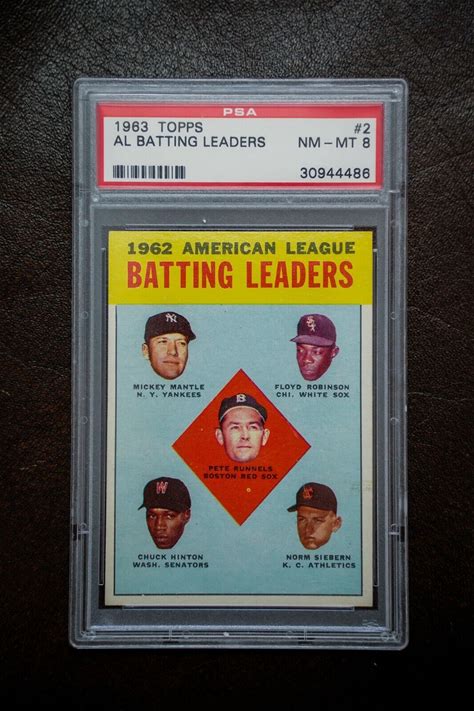 PSA
1963 TOPPS #2
AL BATTING LEADERS NM - MT 8
30944486
1962 AMERICAN LEAGUE
BATTING LEADERS
MICKEY MANTLE
N. Y. YANKEES
FLOYD ROBINSON
CHI. WHITE SOX
B
PETE RUNNELS
BOSTON RED SOX
W
CHUCK HINTON
WASH. SENATORS
NORM SIEBERN
K. C. ATHLETICS